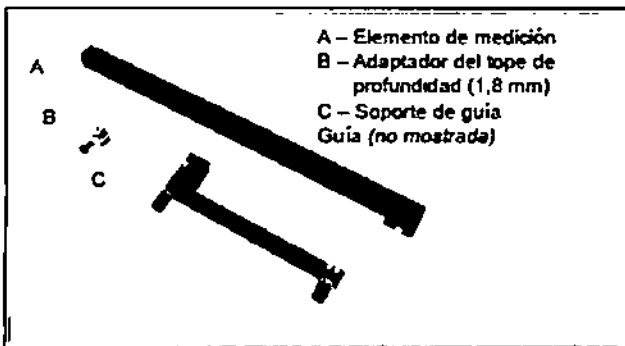 A – Elemento de medición
B – Adaptador del tope de
profundidad (1,8 mm)
C – Soporte de guía
Guía (no mostrada)
A
B
C